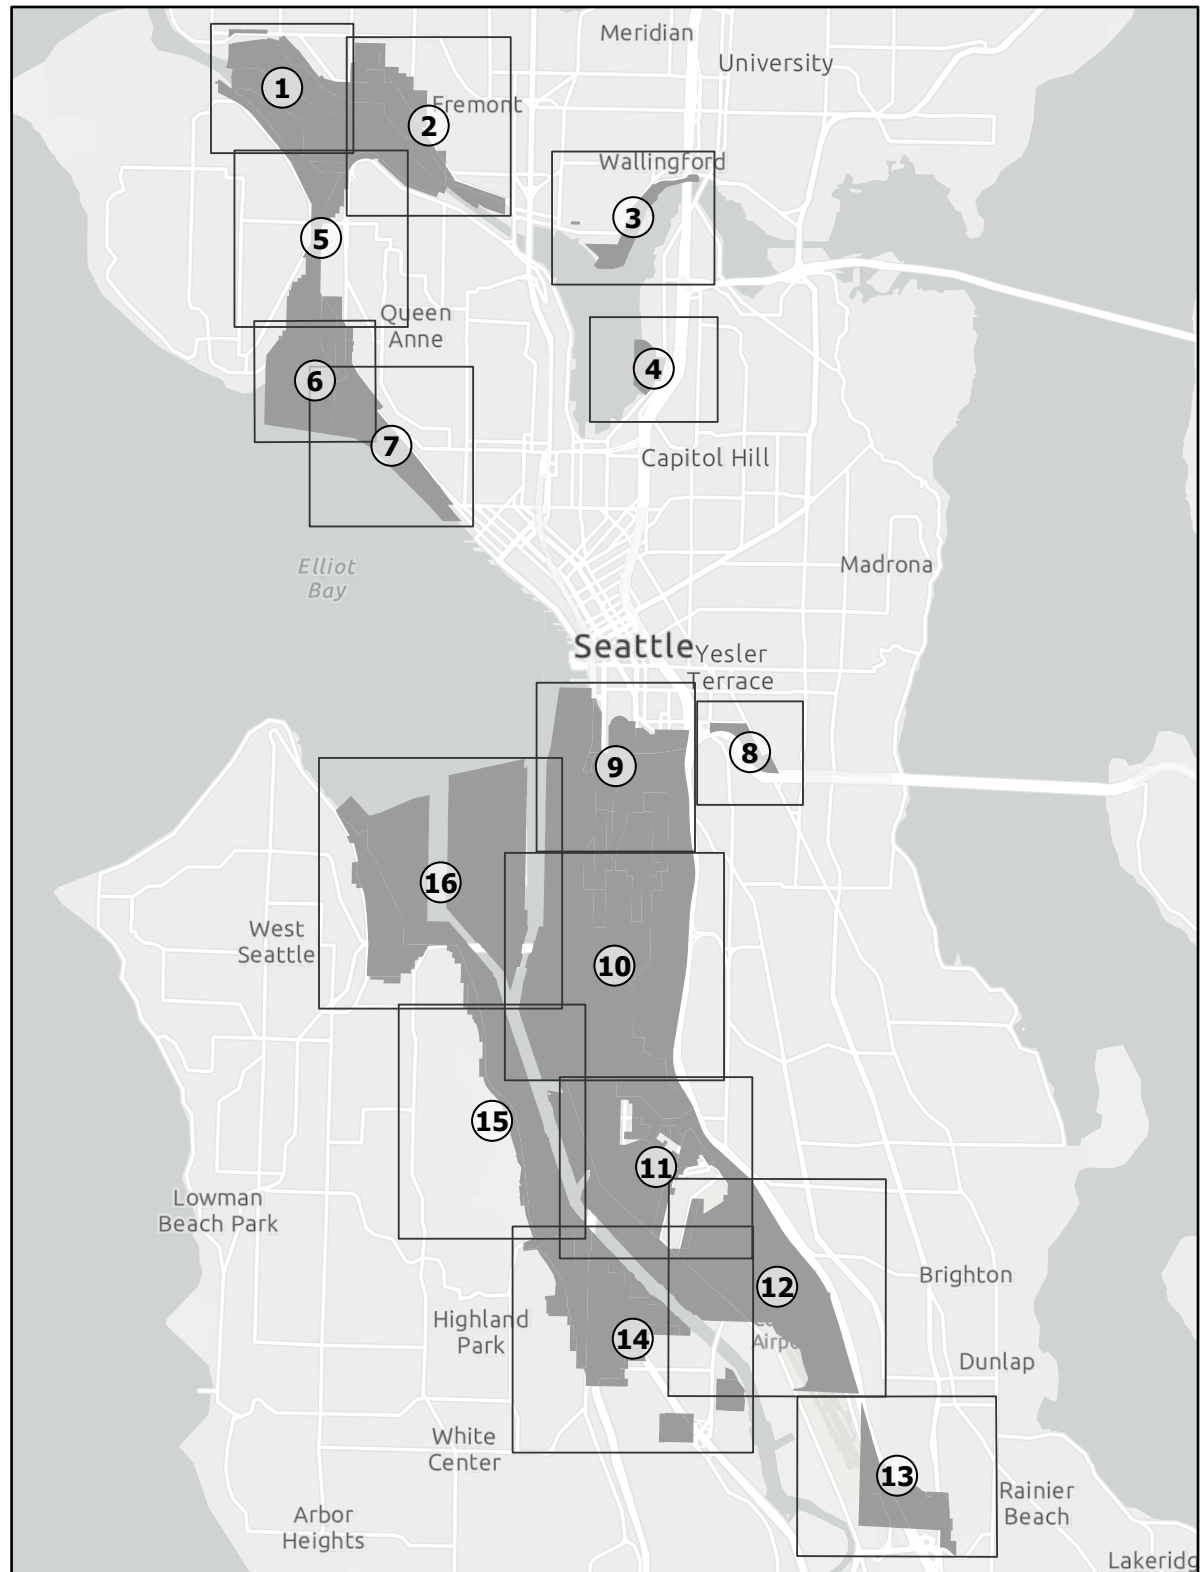 Meridian
University
1
Fremont
2
Wallingford
3
5
Queen
Anne
4
6
7
Capitol Hill
Elliot
Bay
Madrona
Seattle
Yesler
Terrace
8
9
16
West
Seattle
10
15
11
Lowman
Beach Park
12
Brighton
Highland
Park
14
Dunlap
White
Center
13
Rainier
Beach
Arbor
Heights